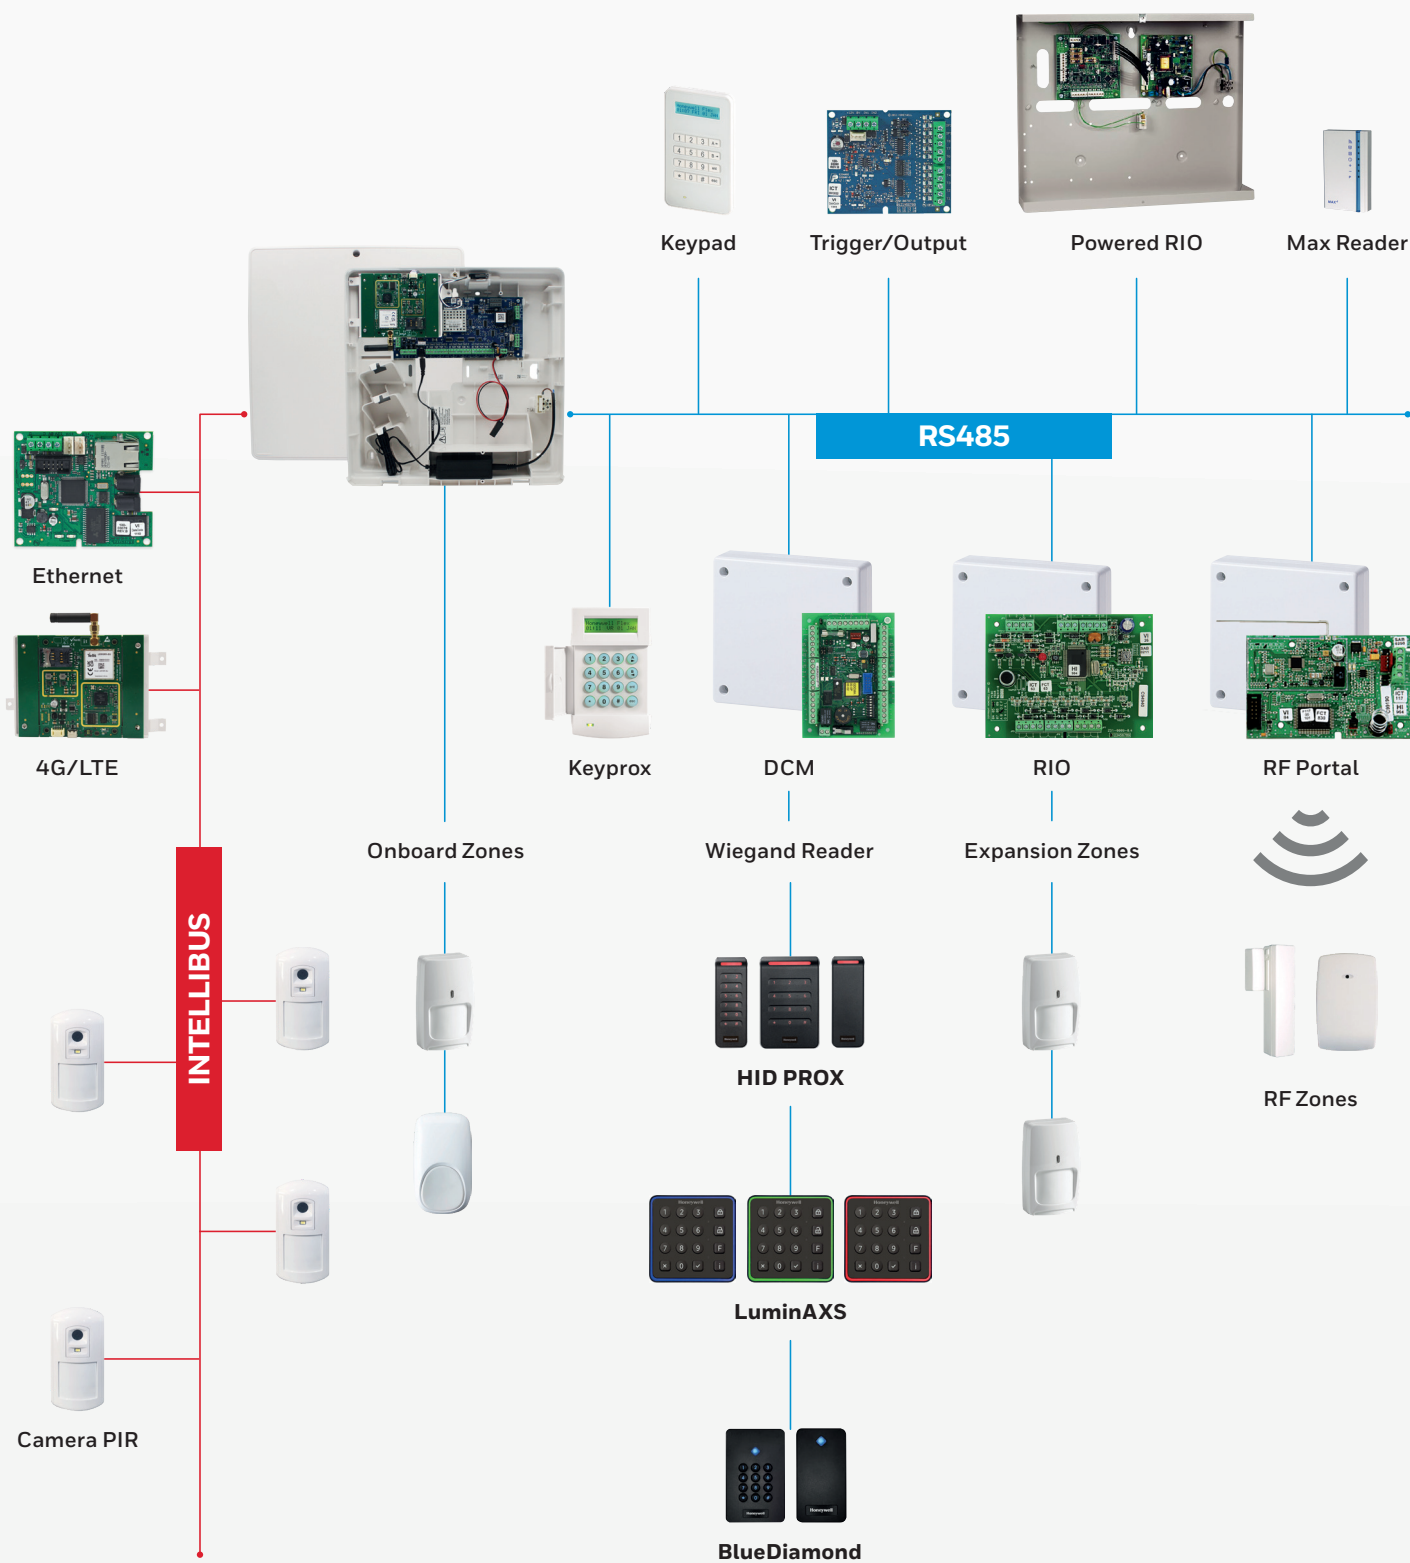 Keypad
Trigger/Output
Powered RIO
Max Reader
RS485
Ethernet
4G/LTE
Keyprox
DCM
RIO
RF Portal
Onboard Zones
Wiegand Reader
Expansion Zones
INTELLIBUS
HID PROX
RF Zones
LuminAXS
Camera PIR
BlueDiamond